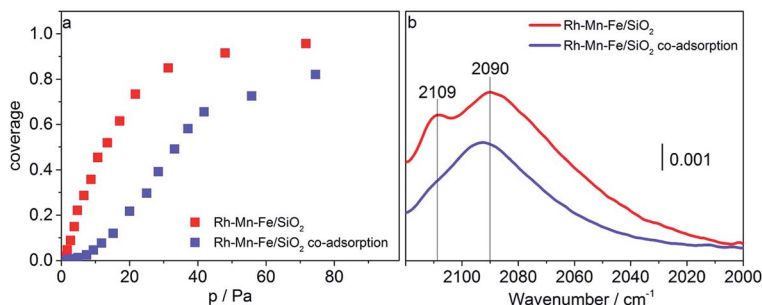 a
coverage
1.0
0.8
0.6
0.4
0.2
0.0
Rh-Mn-Fe/SiO₂
Rh-Mn-Fe/SiO₂ co-adsorption
0 20 40 60 80
p / Pa
b
Rh-Mn-Fe/SiO₂
Rh-Mn-Fe/SiO₂ co-adsorption
2109
2090
0.001
2100 2080 2060 2040 2020 2000
Wavenumber / cm⁻¹